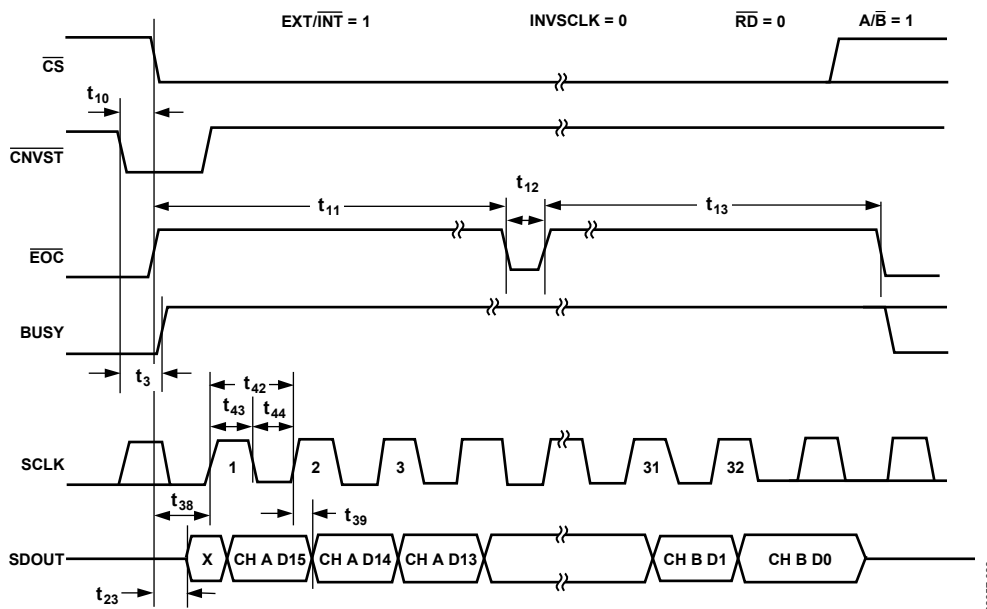 EXT/INT = 1 INVSCLK = 0 RD = 0 A/B = 1
CS
t10
CNVST
t12
t11
t13
EOC
BUSY
t3
t42
t43
t44
SCLK
1
2
3
31
32
t38
t39
SDOUT
X
CH A D15
CH A D14
CH A D13
CH B D1
CH B D0
t23